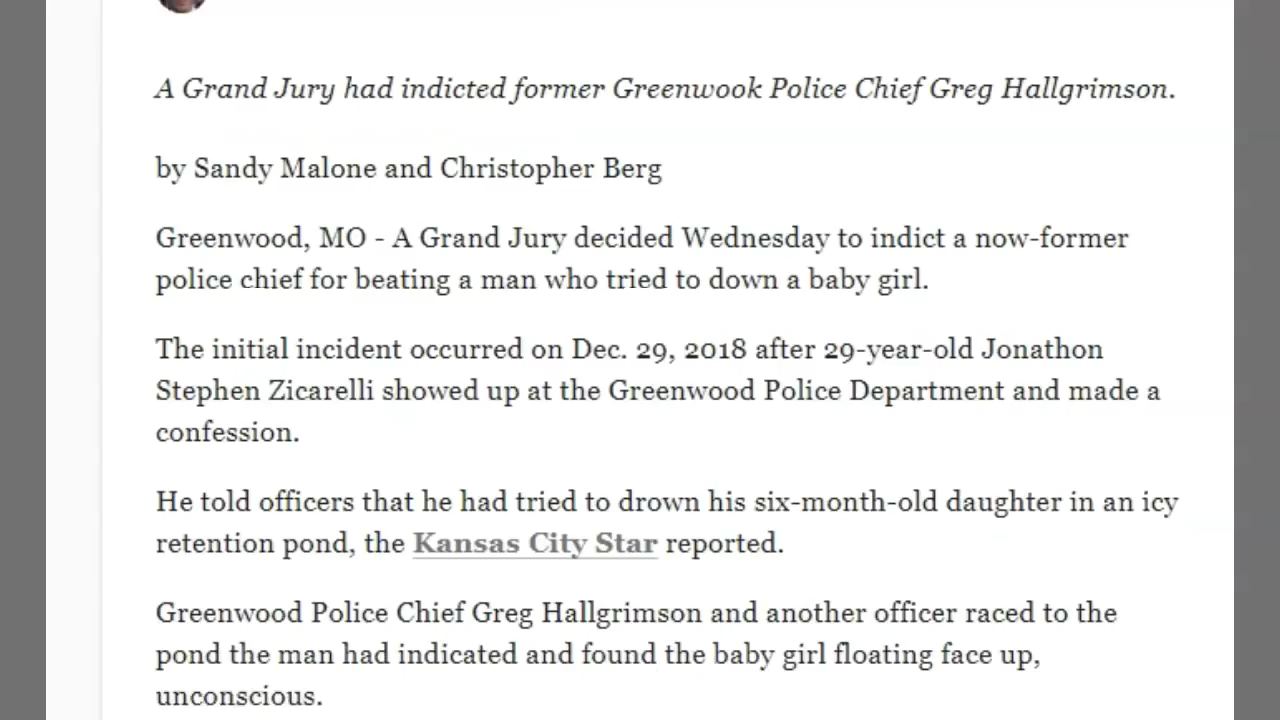 A Grand Jury had indicted former Greenwook Police Chief Greg Hallgrimson.
by Sandy Malone and Christopher Berg
Greenwood, MO - A Grand Jury decided Wednesday to indict a now-former
police chief for beating a man who tried to down a baby girl.
The initial incident occurred on Dec. 29, 2018 after 29-year-old Jonathon
Stephen Zicarelli showed up at the Greenwood Police Department and made a
confession.
He told officers that he had tried to drown his six-month-old daughter in an icy
retention pond, the Kansas City Star reported.
Greenwood Police Chief Greg Hallgrimson and another officer raced to the
pond the man had indicated and found the baby girl floating face up,
unconscious.